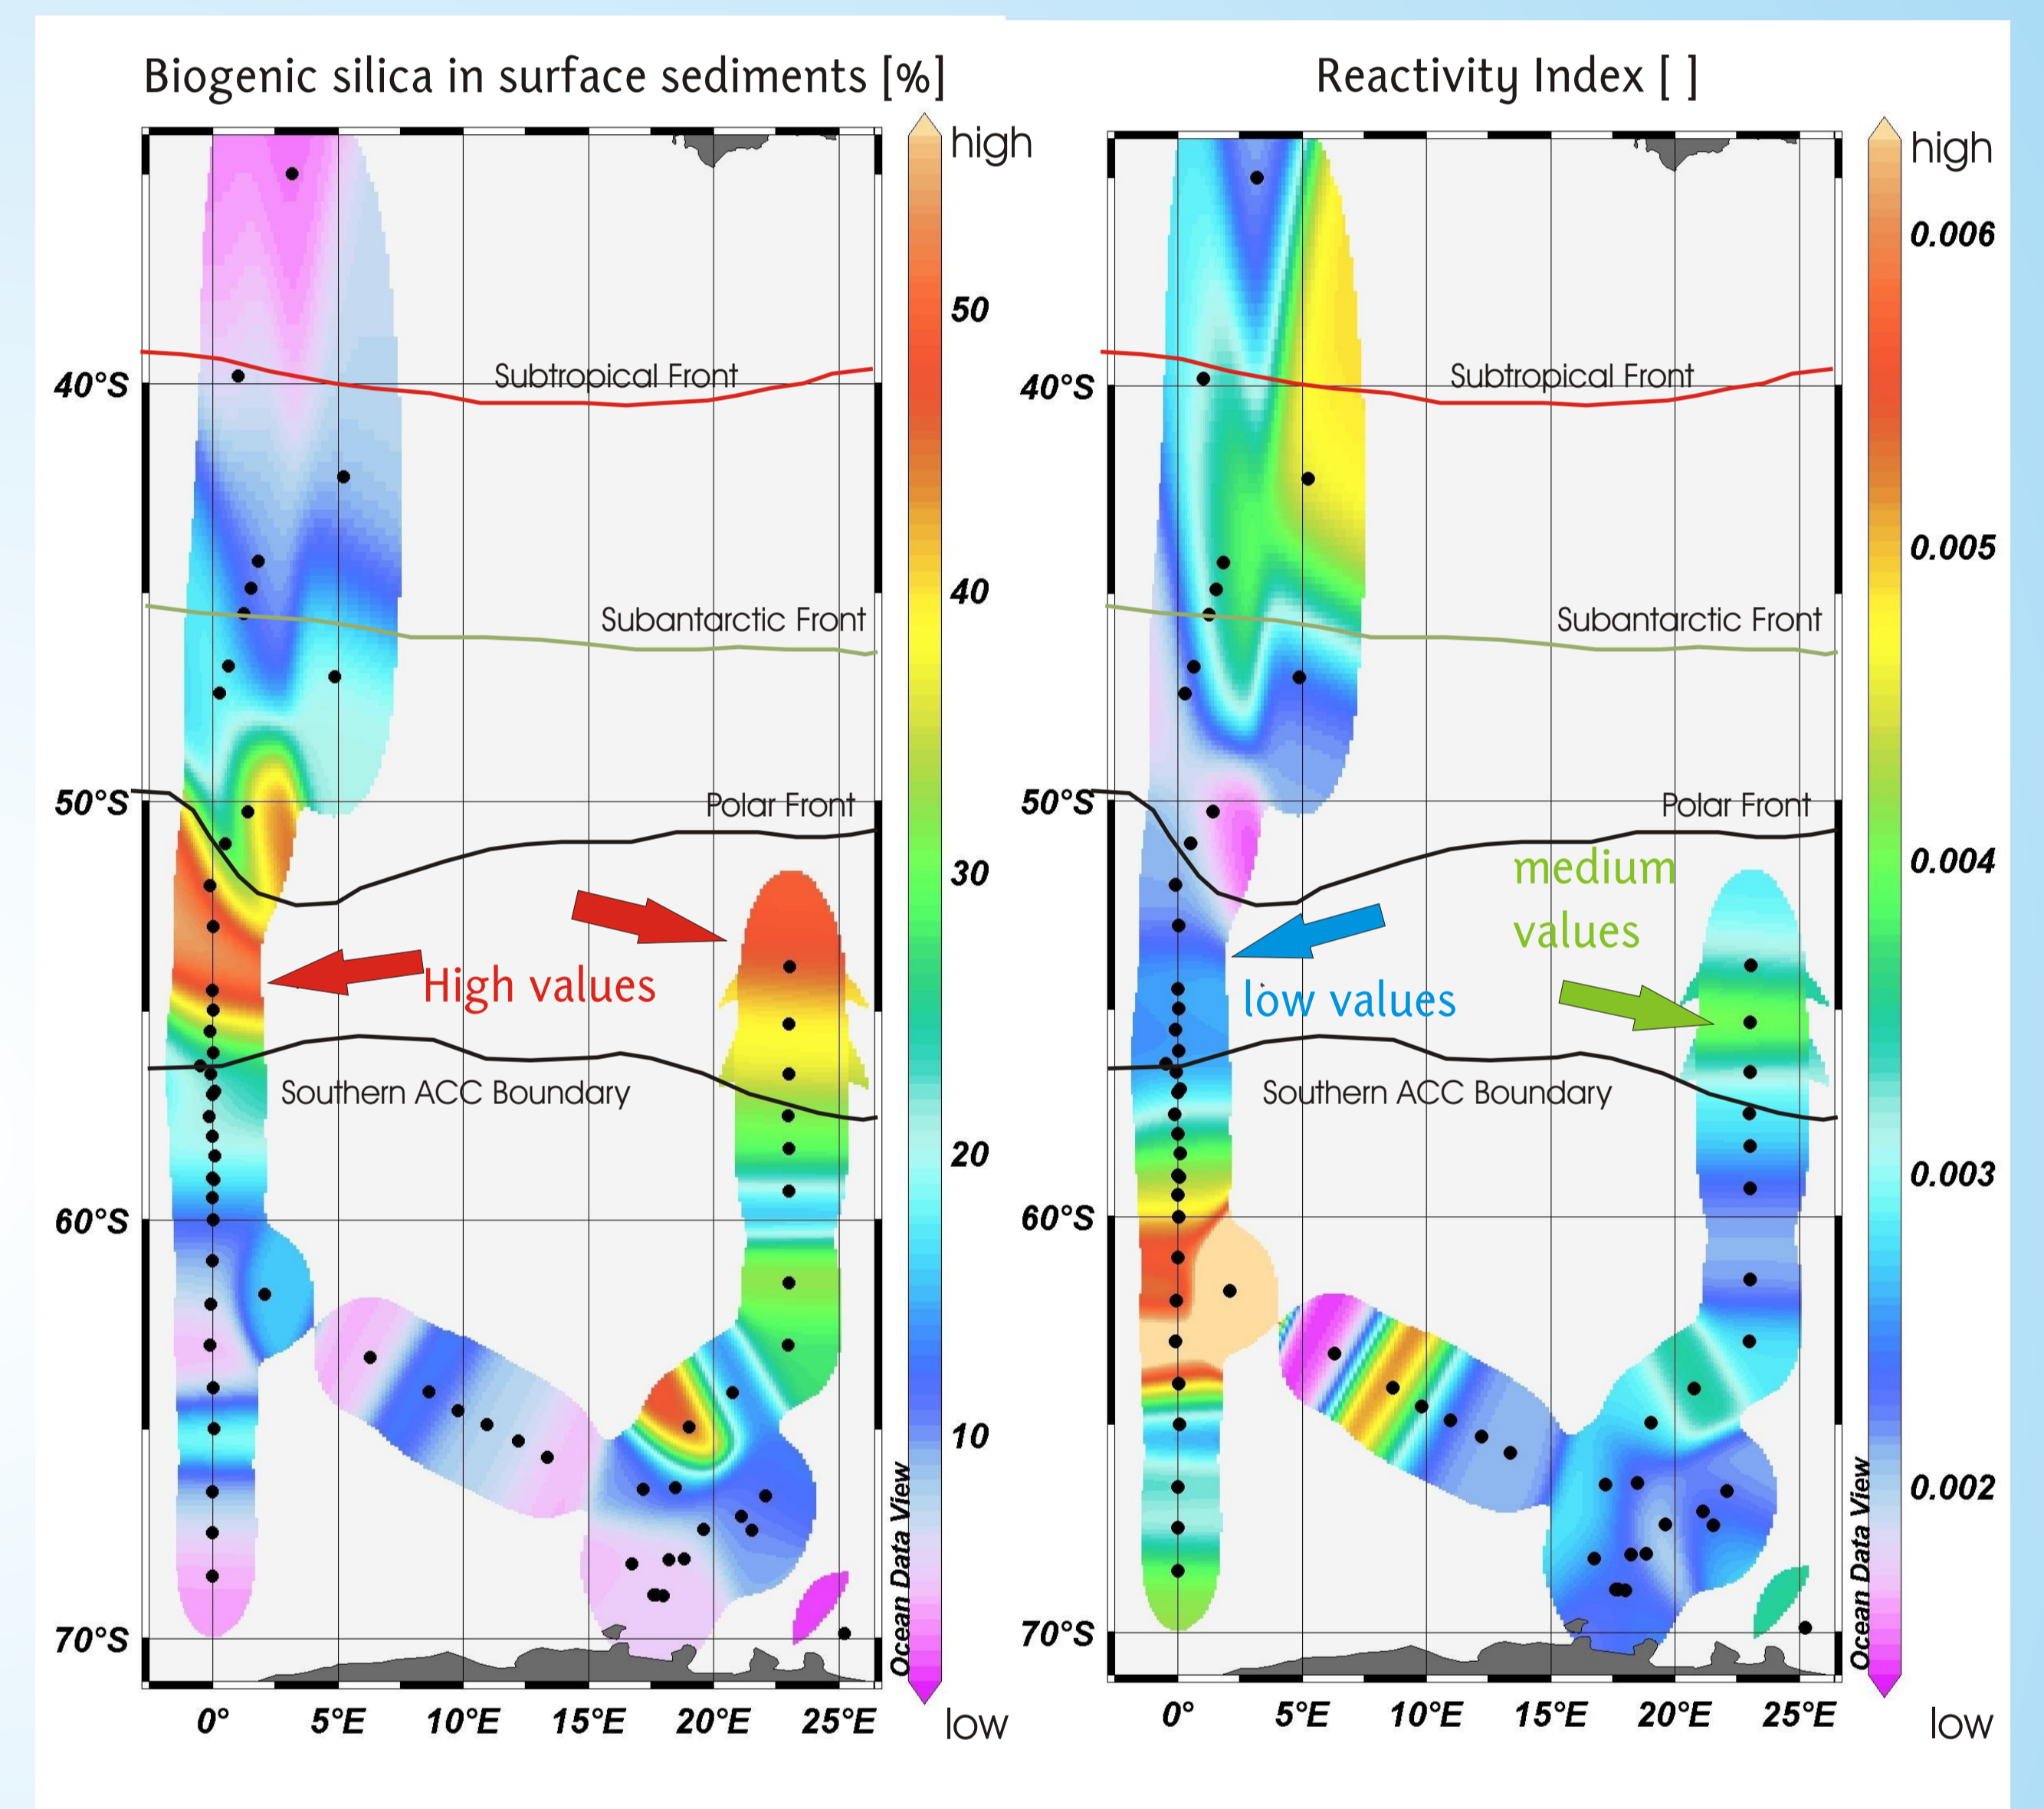 Biogenic silica in surface sediments [%]
high
50
40
30
20
10
low
40°S
50°S
60°S
70°S
Subtropical Front
Subantarctic Front
Polar Front
High values
Southern ACC Boundary
Ocean Data View
0°
5°E
10°E
15°E
20°E
25°E
Reactivity Index [ ]
high
0.006
0.005
0.004
0.003
0.002
low
40°S
50°S
60°S
70°S
Subtropical Front
Subantarctic Front
Polar Front
medium
values
low values
Southern ACC Boundary
Ocean Data View
0°
5°E
10°E
15°E
20°E
25°E